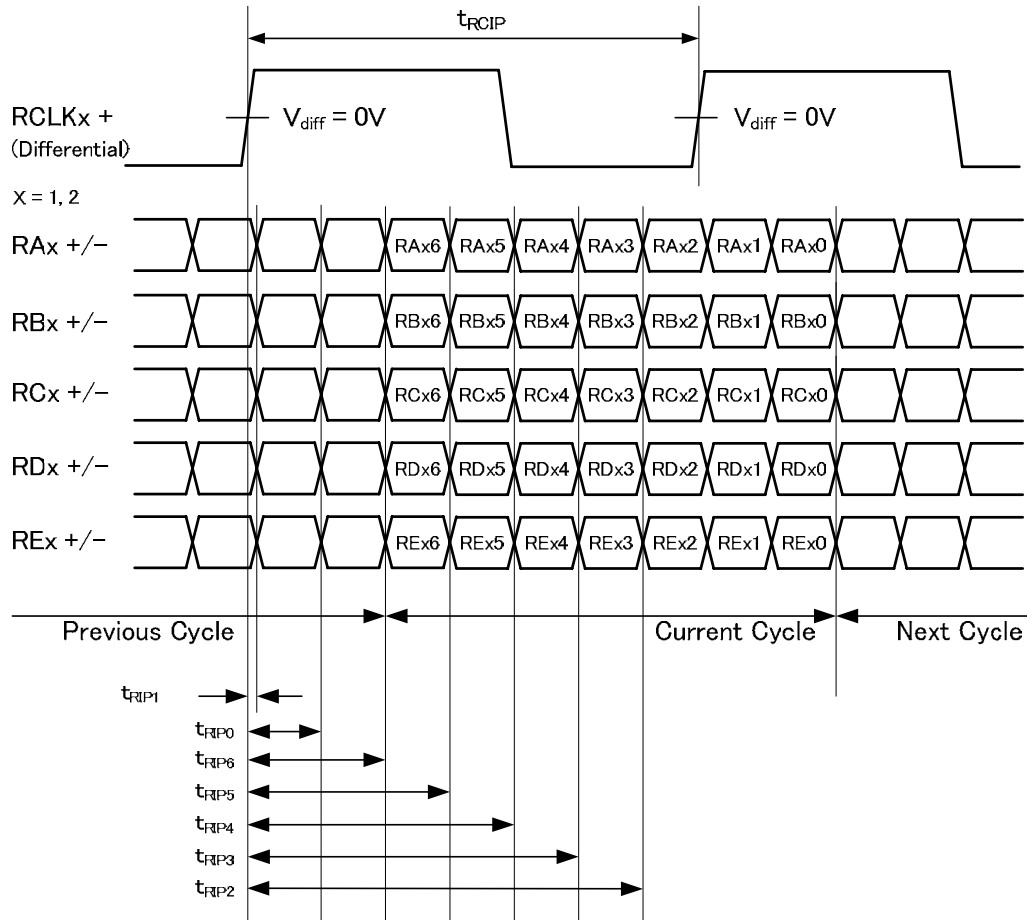 tRCIP
RCLKx +
(Differential)
Vdiff = 0V
Vdiff = 0V
X = 1, 2
RAx +/-
RAx6 RAx5 RAx4 RAx3 RAx2 RAx1 RAx0
RBx +/-
RBx6 RBx5 RBx4 RBx3 RBx2 RBx1 RBx0
RCx +/-
RCx6 RCx5 RCx4 RCx3 RCx2 RCx1 RCx0
RDx +/-
RDx6 RDx5 RDx4 RDx3 RDx2 RDx1 RDx0
REx +/-
REx6 REx5 REx4 REx3 REx2 REx1 REx0
Previous Cycle Current Cycle Next Cycle
tRIP1
tRIP0
tRIP6
tRIP5
tRIP4
tRIP3
tRIP2